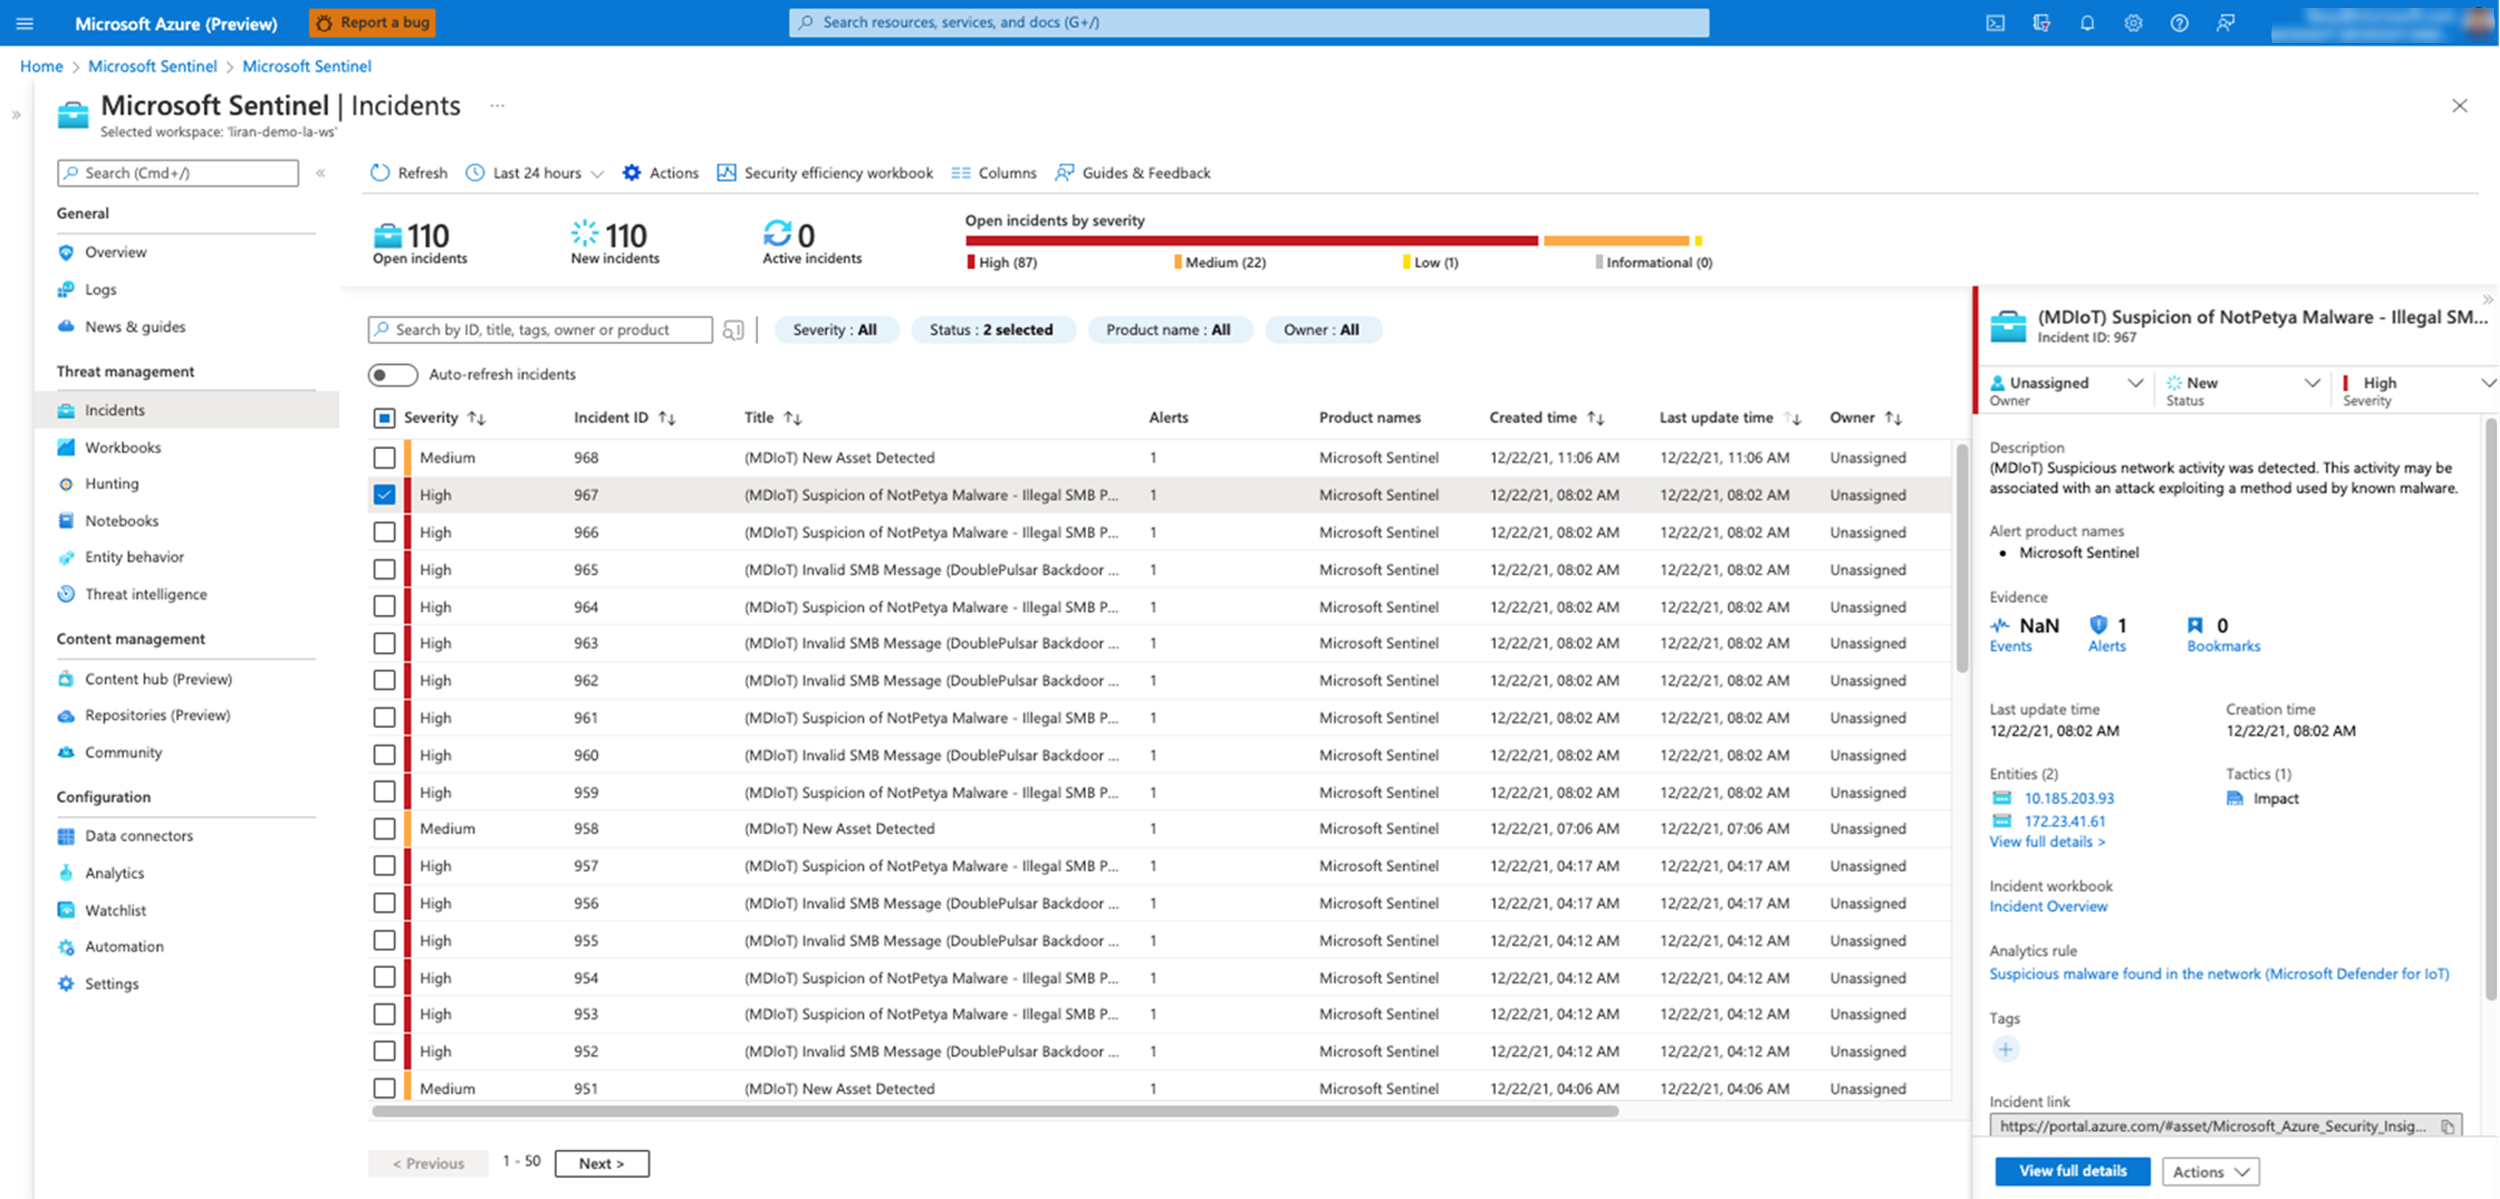 Microsoft Azure (Preview)
Report a bug
Search resources, services, and docs (G+/)
Home > Microsoft Sentinel > Microsoft Sentinel
Microsoft Sentinel | Incidents ...
Selected workspace: 'liran-demo-la-ws'
Search (Cmd+/)
General
Overview
Logs
News & guides
Threat management
Incidents
Workbooks
Hunting
Notebooks
Entity behavior
Threat intelligence
Content management
Content hub (Preview)
Repositories (Preview)
Community
Configuration
Data connectors
Analytics
Watchlist
Automation
Settings
Refresh Last 24 hours Actions Security efficiency workbook Columns Guides & Feedback
110 Open incidents
110 New incidents
0 Active incidents
Open incidents by severity
High (87) Medium (22) Low (1) Informational (0)
Search by ID, title, tags, owner or product
Severity : All Status : 2 selected Product name : All Owner : All
Auto-refresh incidents
Severity Incident ID Title Alerts Product names Created time Last update time Owner
Medium 968 (MDIoT) New Asset Detected 1 Microsoft Sentinel 12/22/21, 11:06 AM 12/22/21, 11:06 AM Unassigned
High 967 (MDIoT) Suspicion of NotPetya Malware - Illegal SMB P... 1 Microsoft Sentinel 12/22/21, 08:02 AM 12/22/21, 08:02 AM Unassigned
High 966 (MDIoT) Suspicion of NotPetya Malware - Illegal SMB P... 1 Microsoft Sentinel 12/22/21, 08:02 AM 12/22/21, 08:02 AM Unassigned
High 965 (MDIoT) Invalid SMB Message (DoublePulsar Backdoor ... 1 Microsoft Sentinel 12/22/21, 08:02 AM 12/22/21, 08:02 AM Unassigned
High 964 (MDIoT) Suspicion of NotPetya Malware - Illegal SMB P... 1 Microsoft Sentinel 12/22/21, 08:02 AM 12/22/21, 08:02 AM Unassigned
High 963 (MDIoT) Invalid SMB Message (DoublePulsar Backdoor ... 1 Microsoft Sentinel 12/22/21, 08:02 AM 12/22/21, 08:02 AM Unassigned
High 962 (MDIoT) Invalid SMB Message (DoublePulsar Backdoor ... 1 Microsoft Sentinel 12/22/21, 08:02 AM 12/22/21, 08:02 AM Unassigned
High 961 (MDIoT) Suspicion of NotPetya Malware - Illegal SMB P... 1 Microsoft Sentinel 12/22/21, 08:02 AM 12/22/21, 08:02 AM Unassigned
High 960 (MDIoT) Invalid SMB Message (DoublePulsar Backdoor ... 1 Microsoft Sentinel 12/22/21, 08:02 AM 12/22/21, 08:02 AM Unassigned
High 959 (MDIoT) Suspicion of NotPetya Malware - Illegal SMB P... 1 Microsoft Sentinel 12/22/21, 08:02 AM 12/22/21, 08:02 AM Unassigned
Medium 958 (MDIoT) New Asset Detected 1 Microsoft Sentinel 12/22/21, 07:06 AM 12/22/21, 07:06 AM Unassigned
High 957 (MDIoT) Suspicion of NotPetya Malware - Illegal SMB P... 1 Microsoft Sentinel 12/22/21, 04:17 AM 12/22/21, 04:17 AM Unassigned
High 956 (MDIoT) Invalid SMB Message (DoublePulsar Backdoor ... 1 Microsoft Sentinel 12/22/21, 04:17 AM 12/22/21, 04:17 AM Unassigned
High 955 (MDIoT) Invalid SMB Message (DoublePulsar Backdoor ... 1 Microsoft Sentinel 12/22/21, 04:12 AM 12/22/21, 04:12 AM Unassigned
High 954 (MDIoT) Suspicion of NotPetya Malware - Illegal SMB P... 1 Microsoft Sentinel 12/22/21, 04:12 AM 12/22/21, 04:12 AM Unassigned
High 953 (MDIoT) Suspicion of NotPetya Malware - Illegal SMB P... 1 Microsoft Sentinel 12/22/21, 04:12 AM 12/22/21, 04:12 AM Unassigned
High 952 (MDIoT) Invalid SMB Message (DoublePulsar Backdoor ... 1 Microsoft Sentinel 12/22/21, 04:12 AM 12/22/21, 04:12 AM Unassigned
Medium 951 (MDIoT) New Asset Detected 1 Microsoft Sentinel 12/22/21, 04:06 AM 12/22/21, 04:06 AM Unassigned
< Previous 1 - 50 Next >
(MDIoT) Suspicion of NotPetya Malware - Illegal SM...
Incident ID: 967
Unassigned New High
Owner Status Severity
Description
(MDIoT) Suspicious network activity was detected. This activity may be
associated with an attack exploiting a method used by known malware.
Alert product names
• Microsoft Sentinel
Evidence
NaN 1 0
Events Alerts Bookmarks
Last update time Creation time
12/22/21, 08:02 AM 12/22/21, 08:02 AM
Entities (2) Tactics (1)
10.185.203.93 Impact
172.23.41.61
View full details >
Incident workbook
Incident Overview
Analytics rule
Suspicious malware found in the network (Microsoft Defender for IoT)
Tags
+
Incident link
https://portal.azure.com/#asset/Microsoft_Azure_Security_Insig...
View full details Actions